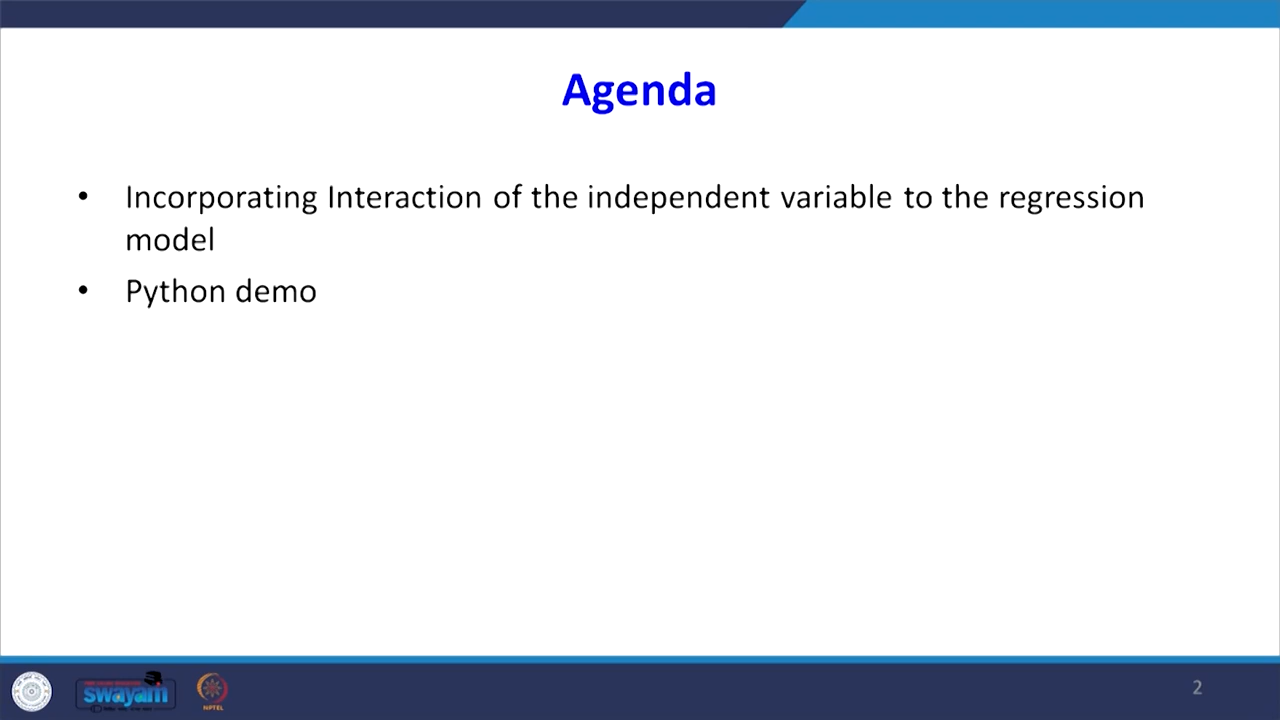 Agenda
• Incorporating Interaction of the independent variable to the regression
model
• Python demo
swayam
NPTEL
2